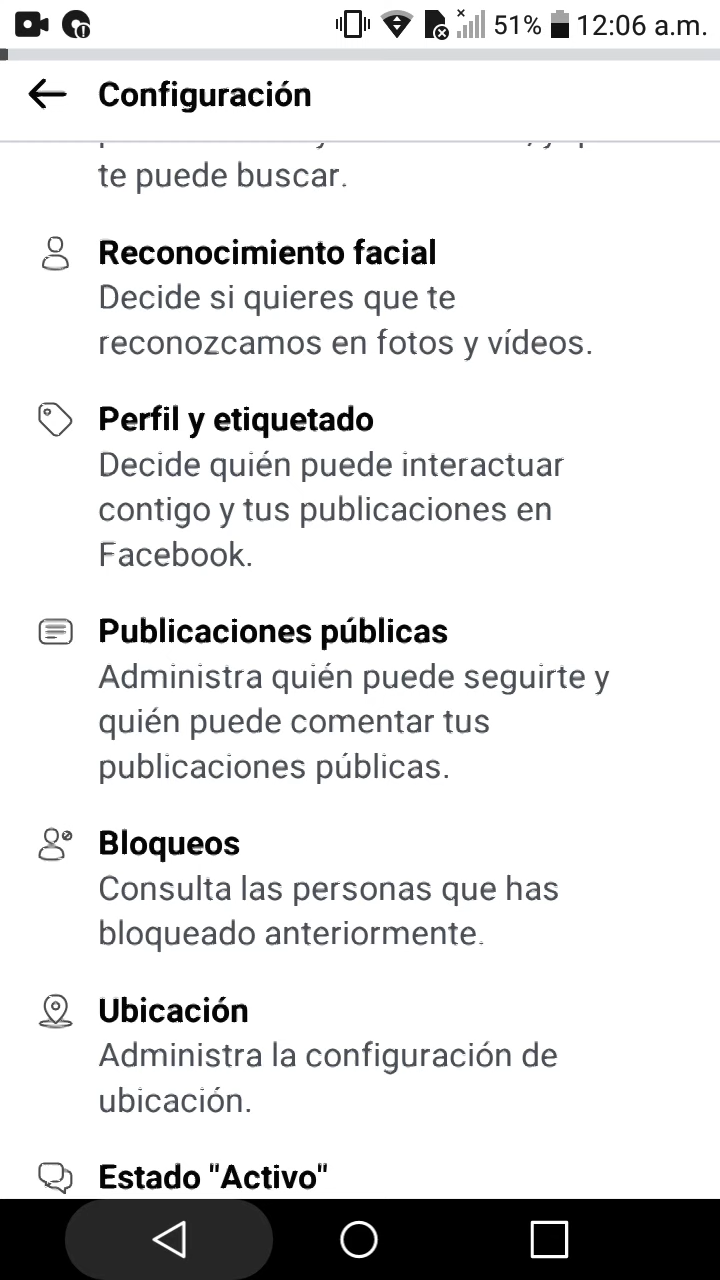 51% 12:06 a.m.
Configuración
te puede buscar.
Reconocimiento facial
Decide si quieres que te
reconozcamos en fotos y vídeos.
Perfil y etiquetado
Decide quién puede interactuar
contigo y tus publicaciones en
Facebook.
Publicaciones públicas
Administra quién puede seguirte y
quién puede comentar tus
publicaciones públicas.
Bloqueos
Consulta las personas que has
bloqueado anteriormente.
Ubicación
Administra la configuración de
ubicación.
Estado "Activo"